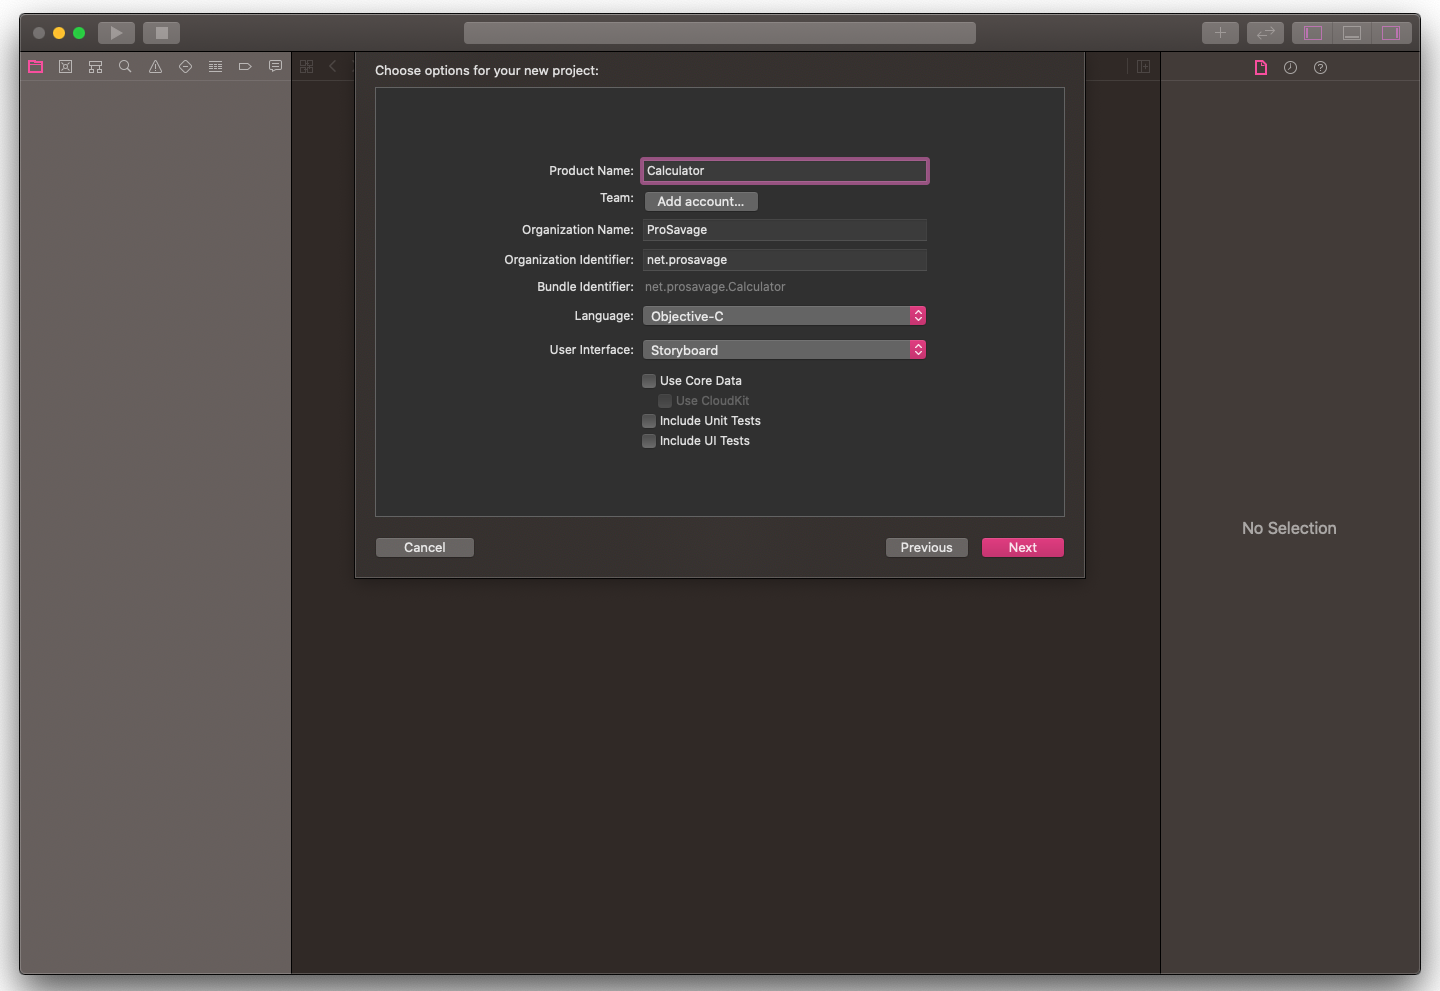 Choose options for your new project:
Product Name: Calculator
Team: Add account...
Organization Name: ProSavage
Organization Identifier: net.prosavage
Bundle Identifier: net.prosavage.Calculator
Language: Objective-C
User Interface: Storyboard
Use Core Data
Use CloudKit
Include Unit Tests
Include UI Tests
No Selection
Cancel Previous Next